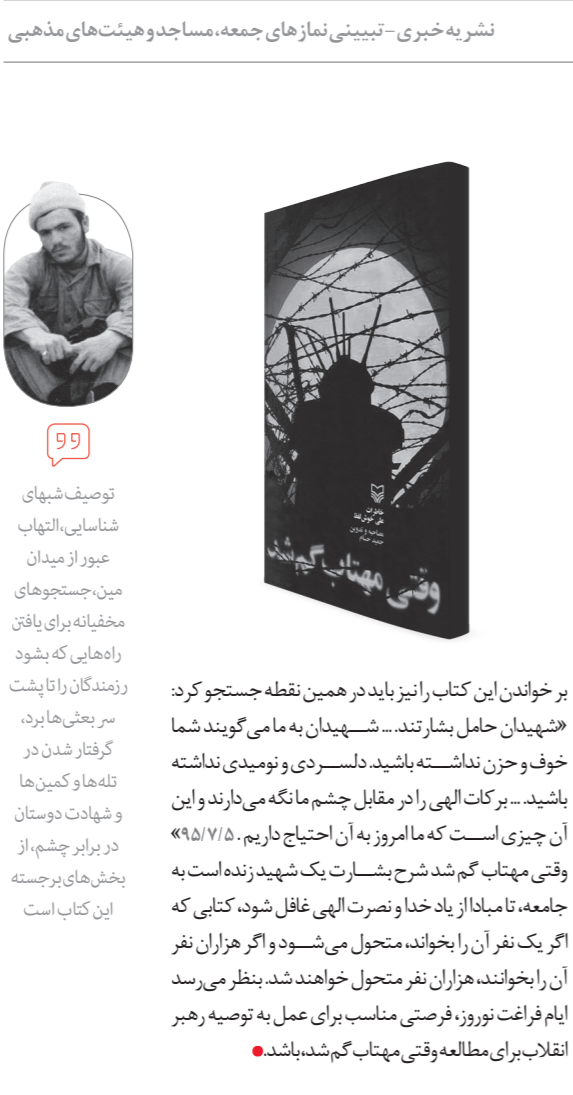 نشریه خبری - تبیینی نمازهای جمعه، مساجد و هیئت‌های مذهبی
خاطرات
علی خوش‌لفظ
مصاحبه و تدوین
حمید حسام
وقتی مهتاب گم شد
بر خواندن این کتاب را نیز باید در همین نقطه جستجو کرد:
«شهیدان حامل بشارتند. ... شهیدان به ما می‌گویند شما
خوف و حزن نداشته باشید. دلسردی و نومیدی نداشته
باشید. ... برکات الهی را در مقابل چشم ما نگه می‌دارند و این
آن چیزی است که ما امروز به آن احتیاج داریم. ۹۵/۷/۵»
وقتی مهتاب گم شد شرح بشارت یک شهید زنده است به
جامعه، تا مبادا از یاد خدا و نصرت الهی غافل شود، کتابی که
اگر یک نفر آن را بخواند، متحول می‌شود و اگر هزاران نفر
آن را بخوانند، هزاران نفر متحول خواهند شد. بنظر می‌رسد
ایام فراغت نوروز، فرصتی مناسب برای عمل به توصیه رهبر
انقلاب برای مطالعه وقتی مهتاب گم شد، باشد.
توصیف شبهای
شناسایی، التهاب
عبور از میدان
مین، جستجوهای
مخفیانه برای یافتن
راه‌هایی که بشود
رزمندگان را تا پشت
سر بعثی‌ها برد،
گرفتار شدن در
تله‌ها و کمین‌ها
و شهادت دوستان
در برابر چشم، از
بخش‌های برجسته
این کتاب است